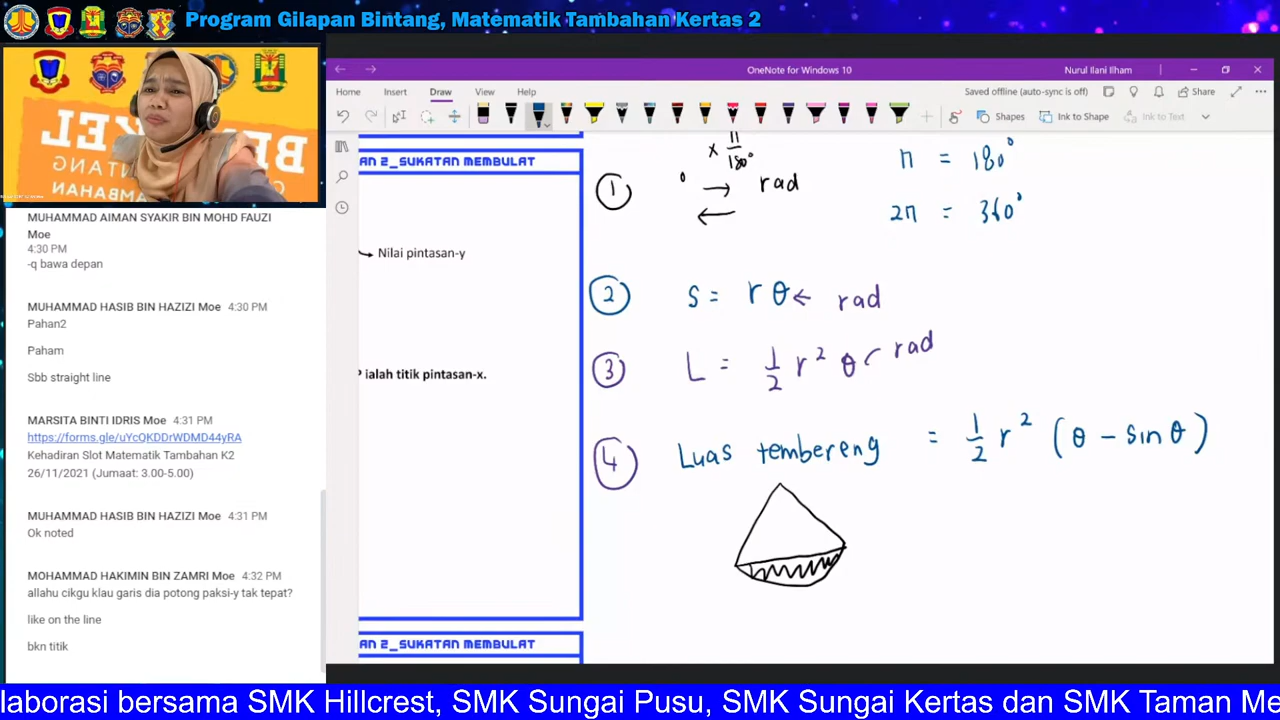 Program Gilapan Bintang, Matematik Tambahan Kertas 2
OneNote for Windows 10
Nurul Ilani Ilham
Home Insert Draw View Help
Saved offline (auto-sync is off)
Share
Shapes
Ink to Shape
Ink to Text
MUHAMMAD AIMAN SYAKIR BIN MOHD FAUZI
Moe
4:30 PM
-q bawa depan
MUHAMMAD HASIB BIN HAZIZI Moe 4:30 PM
Pahan2
Paham
Sbb straight line
MARSITA BINTI IDRIS Moe 4:31 PM
https://forms.gle/uYcQKDDrWDMD44yRA
Kehadiran Slot Matematik Tambahan K2
26/11/2021 (Jumaat: 3.00-5.00)
MUHAMMAD HASIB BIN HAZIZI Moe 4:31 PM
Ok noted
MOHAMMAD HAKIMIN BIN ZAMRI Moe 4:32 PM
allahu cikgu klau garis dia potong paksi-y tak tepat?
like on the line
bkn titik
AN 2_SUKATAN MEMBULAT
Nilai pintasan-y
P ialah titik pintasan-x.
AN 2_SUKATAN MEMBULAT
× π/180°
① ° → rad
←
π = 180°
2π = 360°
② s = rθ ← rad
③ L = 1/2 r² θ rad
④ Luas tembereng = 1/2 r² (θ - sin θ)
laborasi bersama SMK Hillcrest, SMK Sungai Pusu, SMK Sungai Kertas dan SMK Taman Me